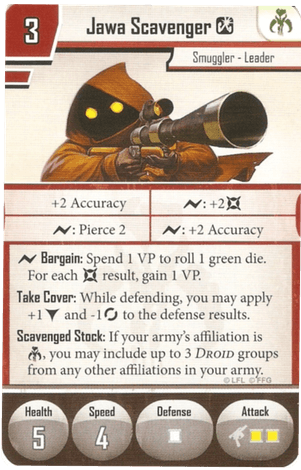 3
Jawa Scavenger
Smuggler - Leader
+2 Accuracy
: +2
: Pierce 2
: +2 Accuracy
Bargain: Spend 1 VP to roll 1 green die.
For each result, gain 1 VP.
Take Cover: While defending, you may apply
+1 and -1 to the defense results.
Scavenged Stock: If your army's affiliation is
, you may include up to 3 DROID groups
from any other affiliations in your army.
© LFL © FFG
Health
5
Speed
4
Defense
Attack